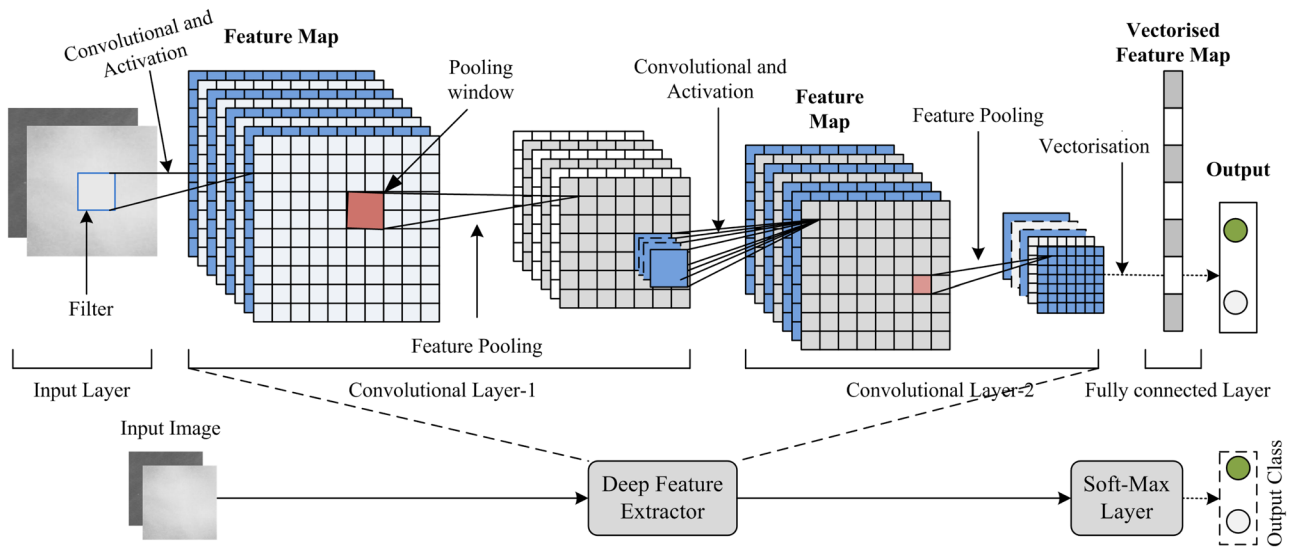 Convolutional and
Activation
Feature Map
Pooling
window
Convolutional and
Activation
Feature
Map
Feature Pooling
Vectorised
Feature Map
Vectorisation
Output
Filter
Feature Pooling
Input Layer
Convolutional Layer-1
Convolutional Layer-2
Fully connected Layer
Input Image
Deep Feature
Extractor
Soft-Max
Layer
Output Class